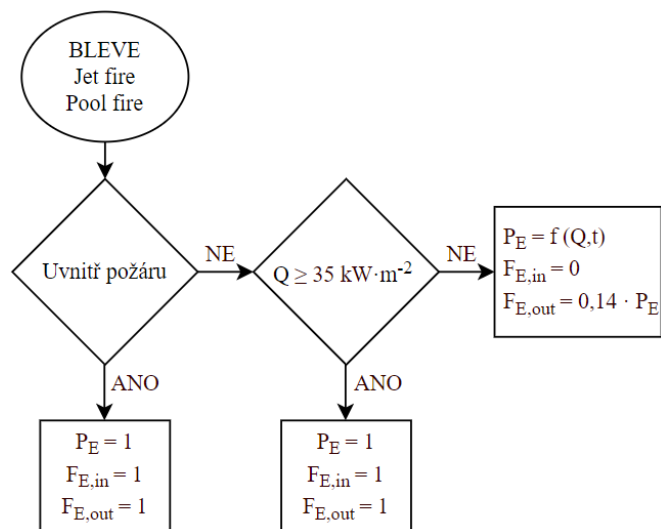 BLEVE
Jet fire
Pool fire
Uvnitř požáru
NE
Q ≥ 35 kW·m⁻²
NE
P_E = f (Q,t)
F_E,in = 0
F_E,out = 0,14 · P_E
ANO
ANO
P_E = 1
F_E,in = 1
F_E,out = 1
P_E = 1
F_E,in = 1
F_E,out = 1